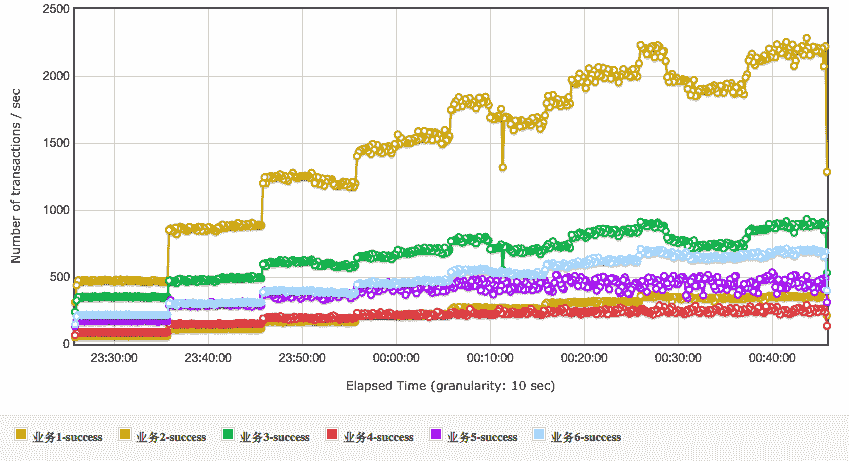 2500
2000
1500
1000
500
0
Number of transactions / sec
23:30:00 23:40:00 23:50:00 00:00:00 00:10:00 00:20:00 00:30:00 00:40:00
Elapsed Time (granularity: 10 sec)
业务1-success 业务2-success 业务3-success 业务4-success 业务5-success 业务6-success